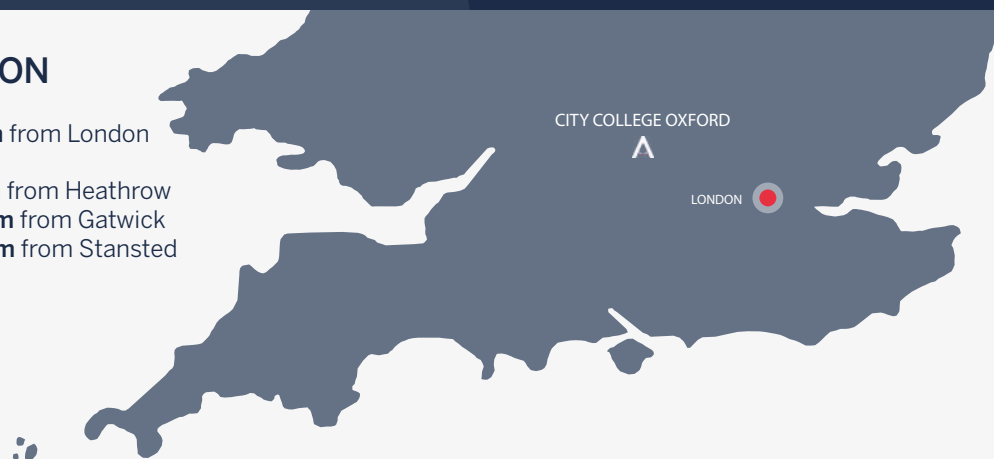 ON
from London
from Heathrow
m from Gatwick
m from Stansted
CITY COLLEGE OXFORD
LONDON